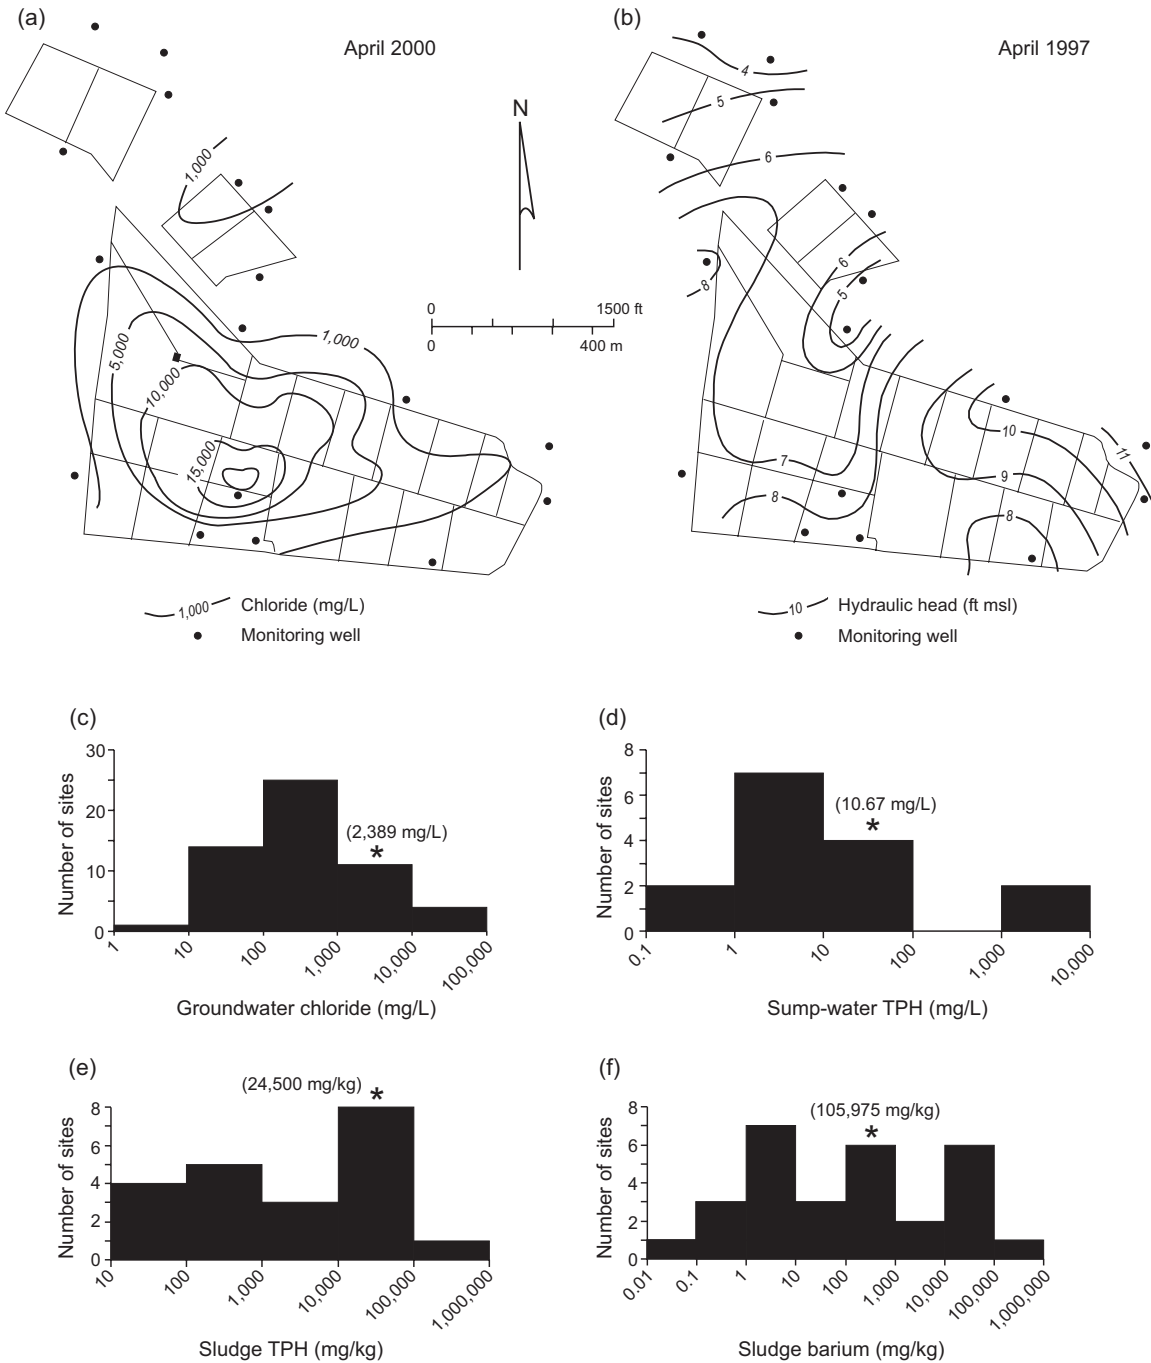 (a)
April 2000
1,000
1,000
5,000
10,000
15,000
1,000 Chloride (mg/L)
Monitoring well
N
0 1500 ft
0 400 m
(b)
April 1997
4
5
6
6
5
8
7
8
10
9
8
11
10 Hydraulic head (ft msl)
Monitoring well
(c)
Number of sites
30
20
10
0
(2,389 mg/L)
*
1 10 100 1,000 10,000 100,000
Groundwater chloride (mg/L)
(d)
Number of sites
8
6
4
2
0
(10.67 mg/L)
*
0.1 1 10 100 1,000 10,000
Sump-water TPH (mg/L)
(e)
Number of sites
8
6
4
2
0
(24,500 mg/kg)
*
10 100 1,000 10,000 100,000 1,000,000
Sludge TPH (mg/kg)
(f)
Number of sites
8
6
4
2
0
(105,975 mg/kg)
*
0.01 0.1 1 10 100 1,000 10,000 100,000 1,000,000
Sludge barium (mg/kg)